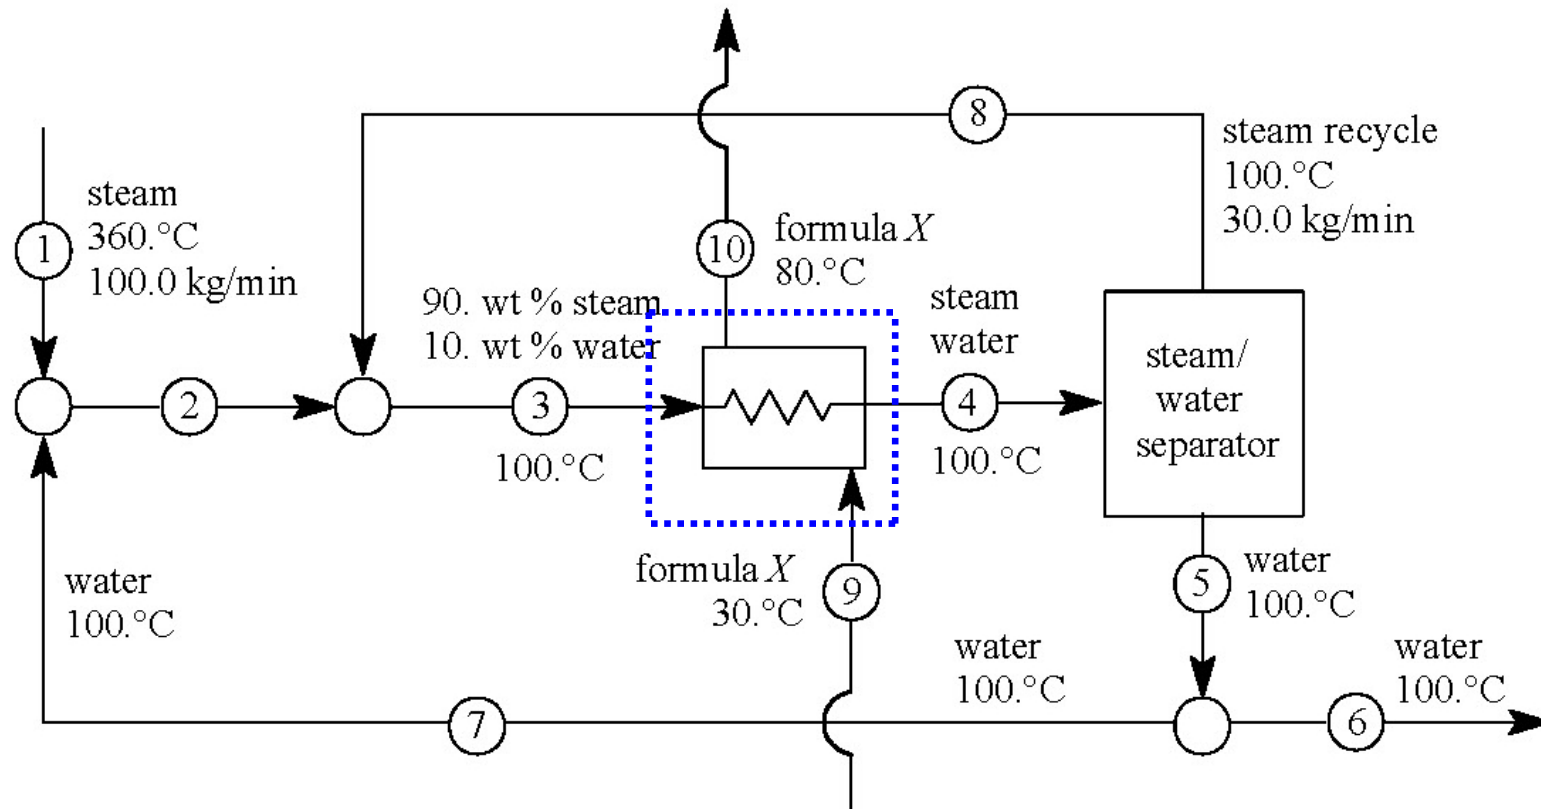 8
steam recycle
100.°C
30.0 kg/min
steam
360.°C
100.0 kg/min
1
10
formula X
80.°C
90. wt % steam
10. wt % water
steam
water
steam/
water
separator
2
3
4
100.°C
100.°C
formula X
30.°C
9
5
water
100.°C
water
100.°C
water
100.°C
water
100.°C
7
6